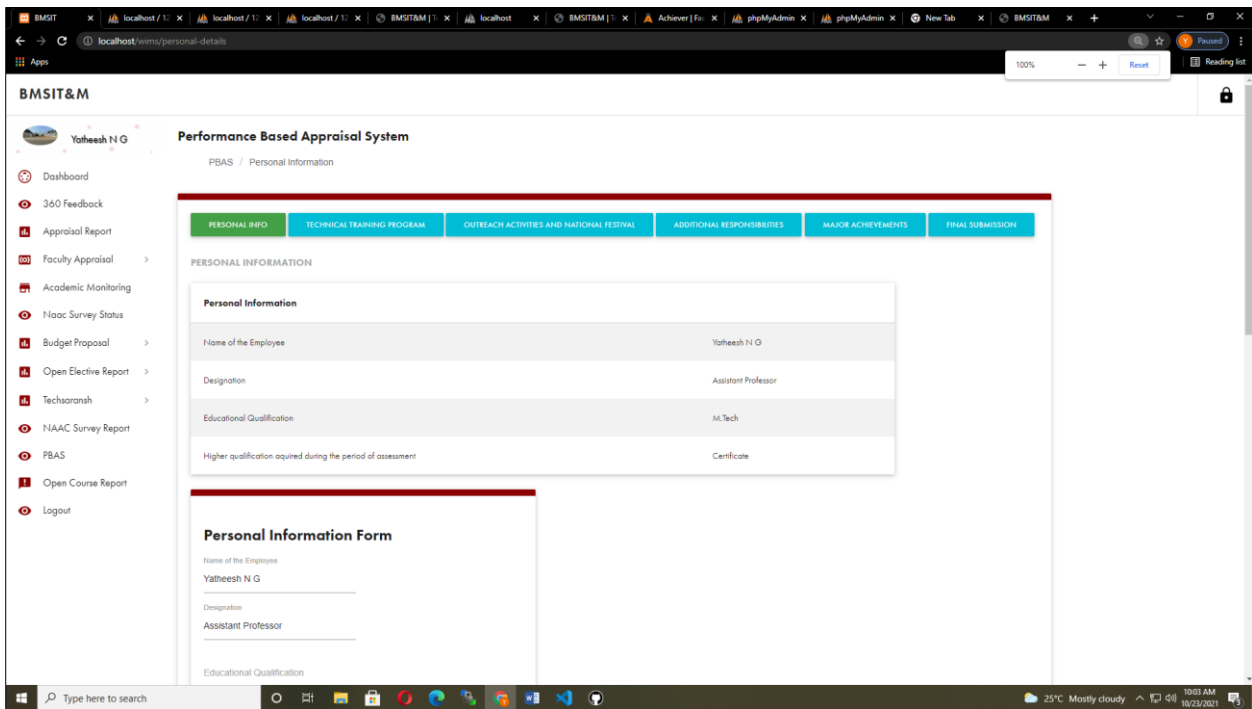 BMSIT
localhost / 12
localhost / 12
localhost / 12
BMSIT&M | T
localhost
BMSIT&M | T
Achiever | Fac
phpMyAdmin
phpMyAdmin
New Tab
BMSIT&M
localhost/wims/personal-details
Y Paused
Apps
100% − + Reset
Reading list
BMSIT&M
Yatheesh N G
Dashboard
360 Feedback
Appraisal Report
Faculty Appraisal
Academic Monitoring
Naac Survey Status
Budget Proposal
Open Elective Report
Techsaransh
NAAC Survey Report
PBAS
Open Course Report
Logout
Performance Based Appraisal System
PBAS / Personal Information
PERSONAL INFO TECHNICAL TRAINING PROGRAM OUTREACH ACTIVITIES AND NATIONAL FESTIVAL ADDITIONAL RESPONSIBILITIES MAJOR ACHIEVEMENTS FINAL SUBMISSION
PERSONAL INFORMATION
Personal Information
Name of the Employee Yatheesh N G
Designation Assistant Professor
Educational Qualification M.Tech
Higher qualification aquired during the period of assessment Certificate
Personal Information Form
Name of the Employee
Yatheesh N G
Designation
Assistant Professor
Educational Qualification
Type here to search
25°C Mostly cloudy
10:03 AM
10/23/2021